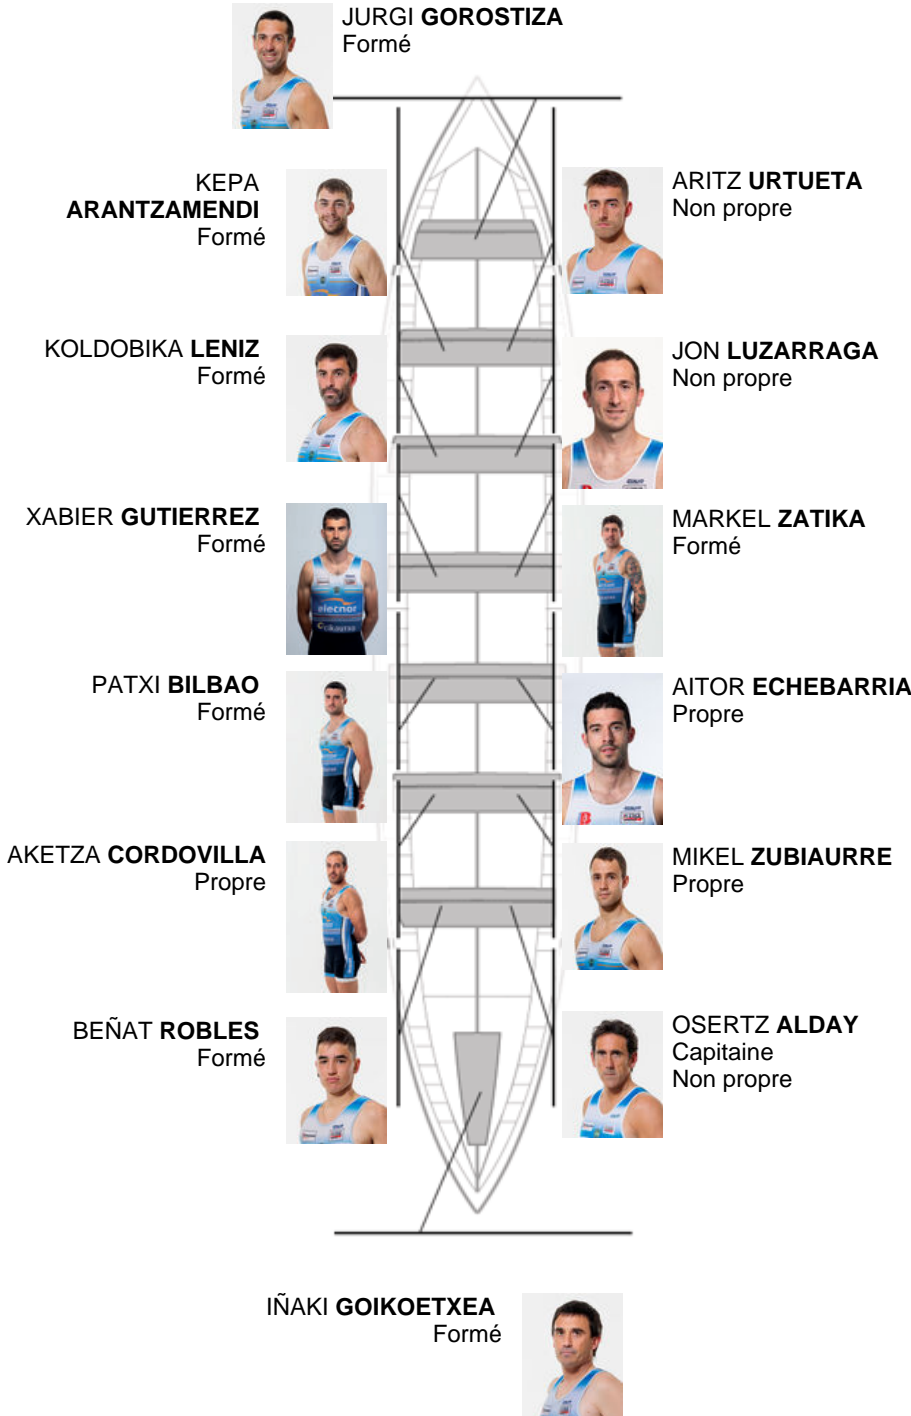 JURGI GOROSTIZA
Formé
KEPA
ARANTZAMENDI
Formé
ARITZ URTUETA
Non propre
KOLDOBIKA LENIZ
Formé
JON LUZARRAGA
Non propre
XABIER GUTIERREZ
Formé
elecnor
cikautxo
MARKEL ZATIKA
Formé
PATXI BILBAO
Formé
AITOR ECHEBARRIA
Propre
AKETZA CORDOVILLA
Propre
MIKEL ZUBIAURRE
Propre
BEÑAT ROBLES
Formé
OSERTZ ALDAY
Capitaine
Non propre
IÑAKI GOIKOETXEA
Formé